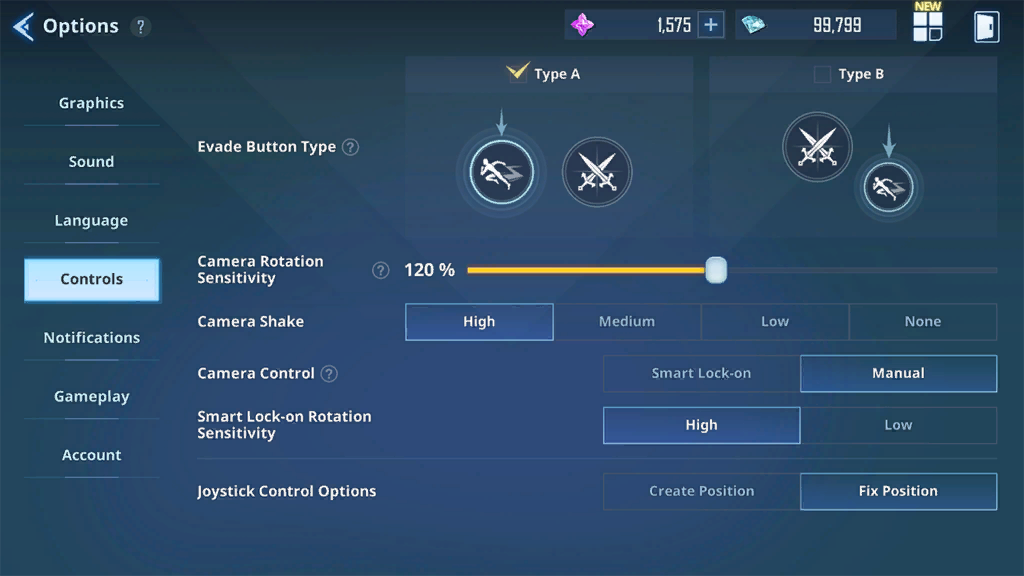 Options ?
1,575 +
99,799
NEW
Graphics
Sound
Language
Controls
Notifications
Gameplay
Account
Type A
Type B
Evade Button Type ?
Camera Rotation
Sensitivity
?
120 %
Camera Shake
High
Medium
Low
None
Camera Control ?
Smart Lock-on
Manual
Smart Lock-on Rotation
Sensitivity
High
Low
Joystick Control Options
Create Position
Fix Position